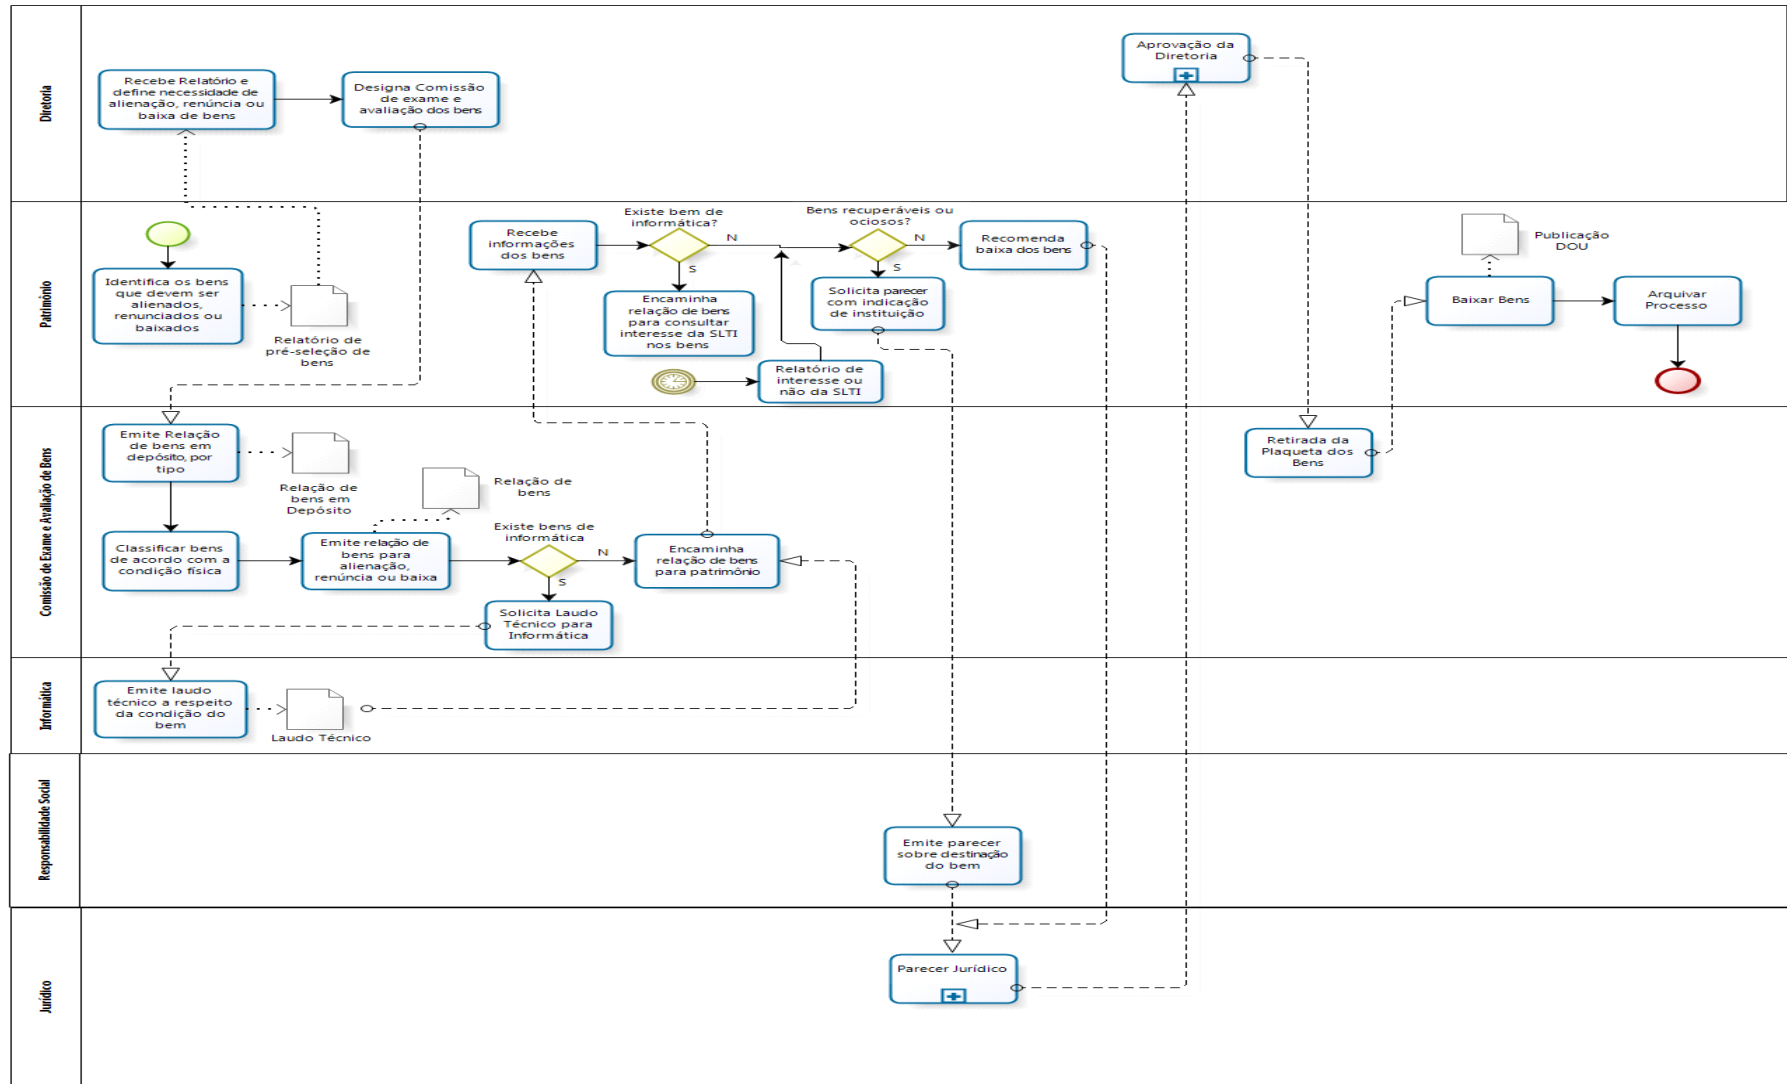 Diretoria
Recebe Relatório e
define necessidade de
alienação, renúncia ou
baixa de bens
Designa Comissão
de exame e
avaliação dos bens
Aprovação da
Diretoria
Patrimônio
Identifica os bens
que devem ser
alienados,
renunciados ou
baixados
Relatório de
pré-seleção de
bens
Recebe
informações
dos bens
Existe bem de
informática?
N
S
Encaminha
relação de bens
para consultar
interesse da SLTI
nos bens
Relatório de
interesse ou
não da SLTI
Bens recuperáveis ou
ociosos?
N
S
Solicita parecer
com indicação
de instituição
Recomenda
baixa dos bens
Publicação
DOU
Baixar Bens
Arquivar
Processo
Comissão de Exame e Avaliação de Bens
Emite Relação
de bens em
depósito, por
tipo
Relação de
bens em
Depósito
Classificar bens
de acordo com a
condição física
Emite relação de
bens para
alienação,
renúncia ou baixa
Relação de
bens
Existe bens de
informática
N
S
Solicita Laudo
Técnico para
Informática
Encaminha
relação de bens
para patrimônio
Retirada da
Plaqueta dos
Bens
Informática
Emite laudo
técnico a respeito
da condição do
bem
Laudo Técnico
Responsabilidade Social
Emite parecer
sobre destinação
do bem
Jurídico
Parecer Jurídico